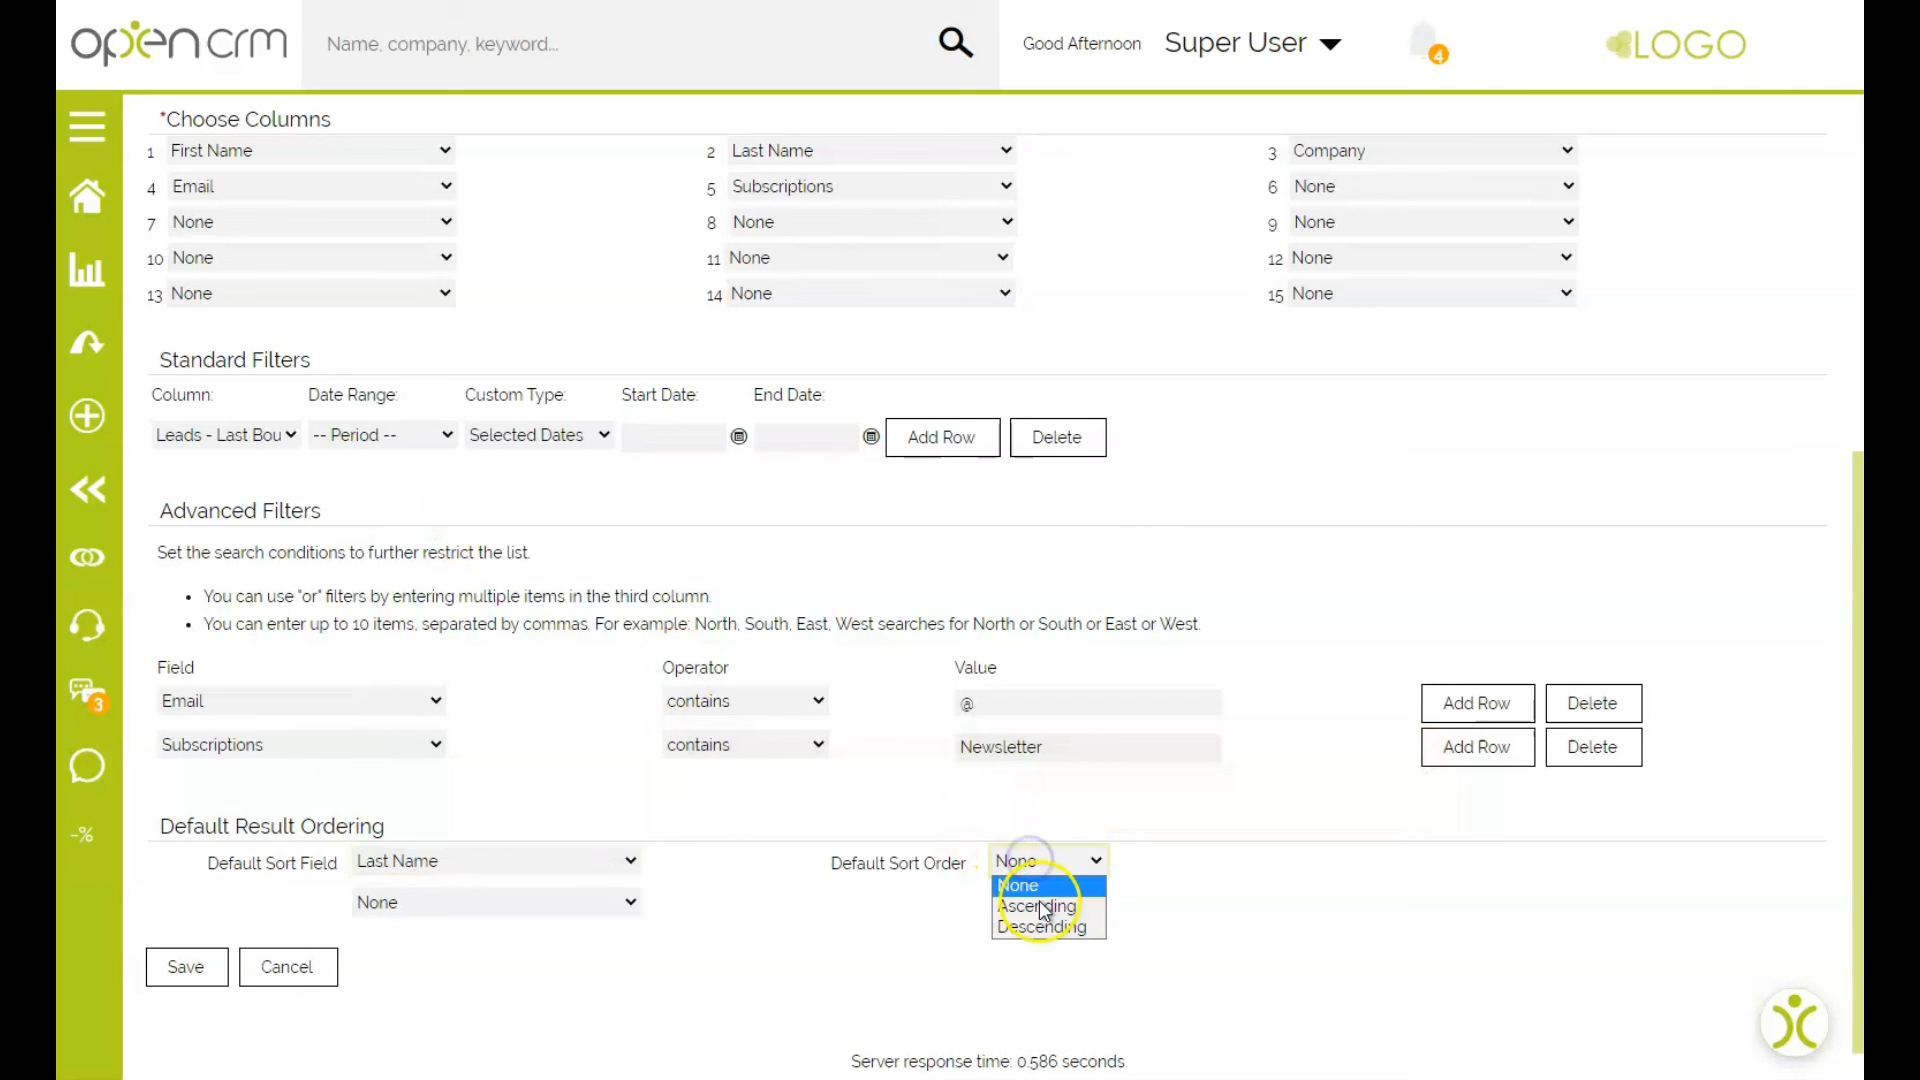 opencrm
Name, company, keyword...
Good Afternoon
Super User
4
LOGO
*Choose Columns
1 First Name
2 Last Name
3 Company
4 Email
5 Subscriptions
6 None
7 None
8 None
9 None
10 None
11 None
12 None
13 None
14 None
15 None
Standard Filters
Column: Date Range: Custom Type: Start Date: End Date:
Leads - Last Bou -- Period -- Selected Dates Add Row Delete
Advanced Filters
Set the search conditions to further restrict the list.
• You can use "or" filters by entering multiple items in the third column.
• You can enter up to 10 items, separated by commas. For example: North, South, East, West searches for North or South or East or West.
Field Operator Value
Email contains @ Add Row Delete
3
Subscriptions contains Newsletter Add Row Delete
-%
Default Result Ordering
Default Sort Field Last Name Default Sort Order None
None
None
Ascending
Descending
Save Cancel
Server response time: 0.586 seconds.